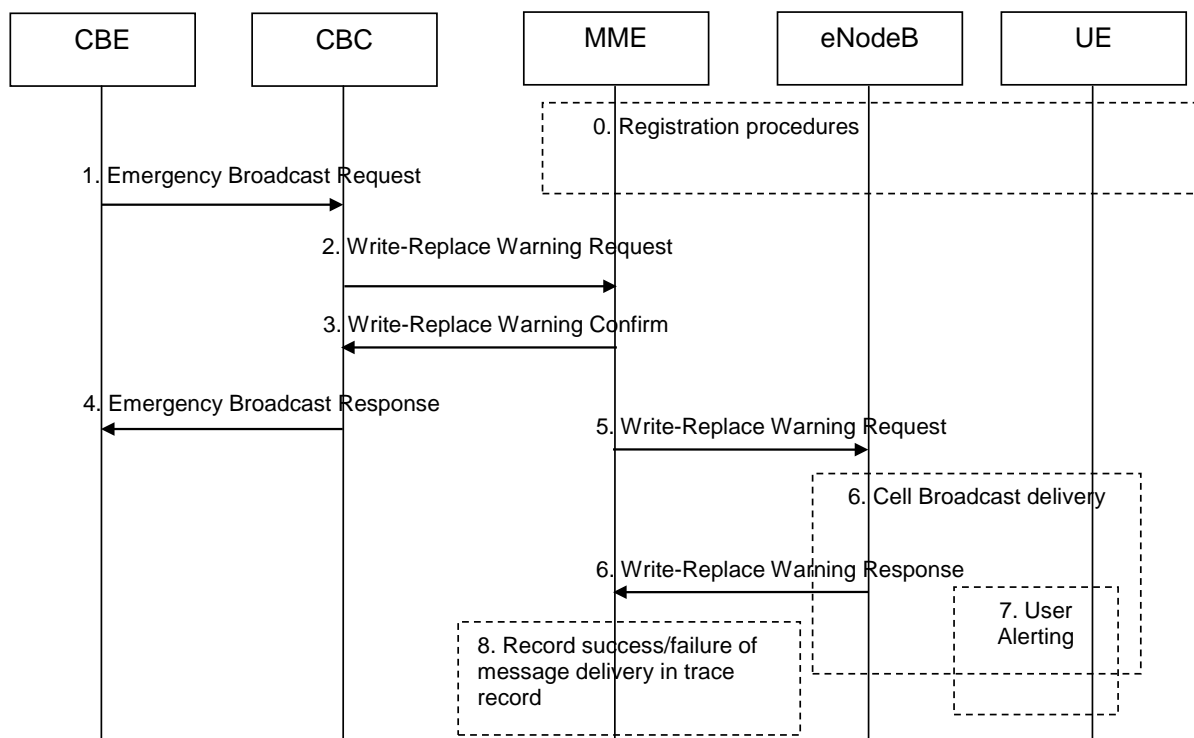 CBE
CBC
MME
eNodeB
UE
0. Registration procedures
1. Emergency Broadcast Request
2. Write-Replace Warning Request
3. Write-Replace Warning Confirm
4. Emergency Broadcast Response
5. Write-Replace Warning Request
6. Cell Broadcast delivery
6. Write-Replace Warning Response
7. User
Alerting
8. Record success/failure of
message delivery in trace
record